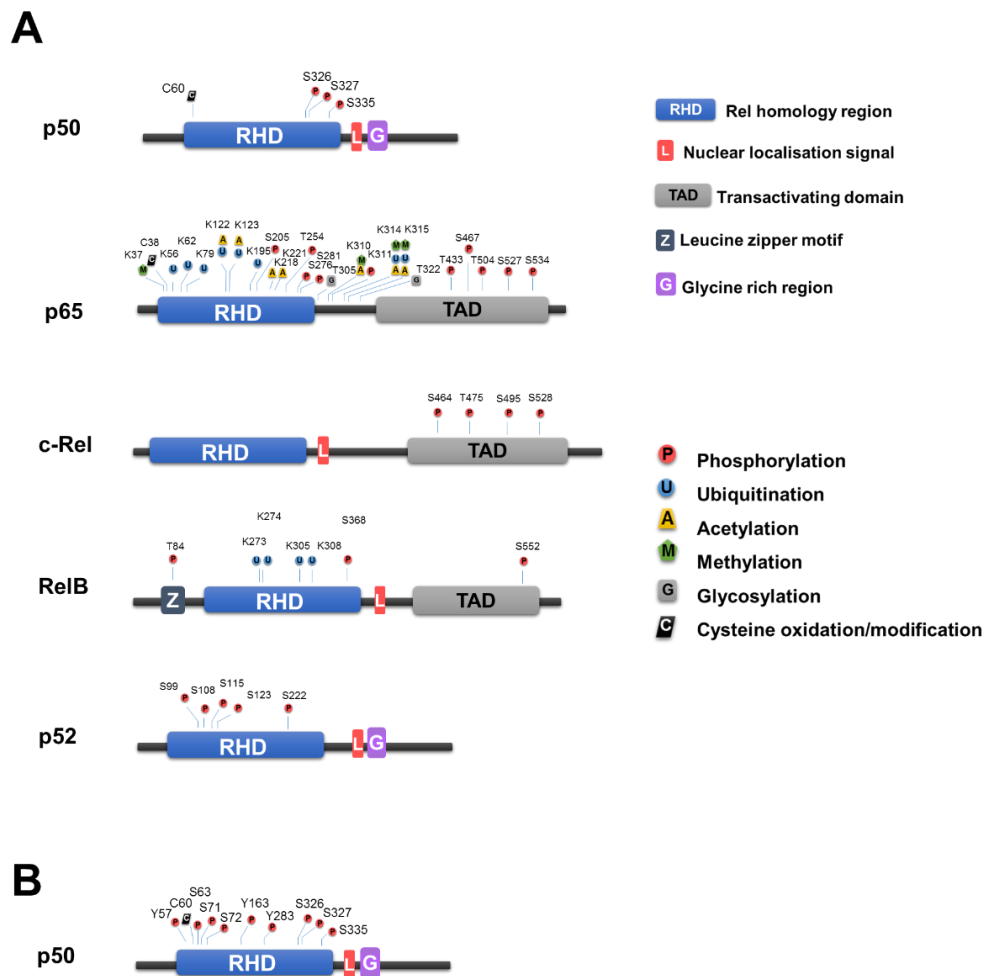 A
p50
C60
S326
S327
S335
C
P
P
P
RHD
L
G
RHD Rel homology region
L Nuclear localisation signal
TAD Transactivating domain
Z Leucine zipper motif
G Glycine rich region
p65
K37
C38
K56
K62
K79
K122
K123
K195
S205
K218
K221
T254
S276
S281
T305
K310
K311
K314
K315
T322
T433
S467
T504
S527
S534
M
C
U
U
U
A
U
A
U
U
P
A
A
P
P
P
G
M
A
P
M
M
U
U
A
A
G
P
P
P
P
P
RHD
TAD
c-Rel
S464
T475
S495
S528
P
P
P
P
RHD
L
TAD
P Phosphorylation
U Ubiquitination
A Acetylation
M Methylation
G Glycosylation
C Cysteine oxidation/modification
RelB
T84
K273
K274
K305
K308
S368
S552
P
U
U
U
U
P
P
Z
RHD
L
TAD
p52
S99
S108
S115
S123
S222
P
P
P
P
P
RHD
L
G
B
p50
Y57
C60
S63
S71
S72
Y163
Y283
S326
S327
S335
P
C
P
P
P
P
P
P
P
P
RHD
L
G